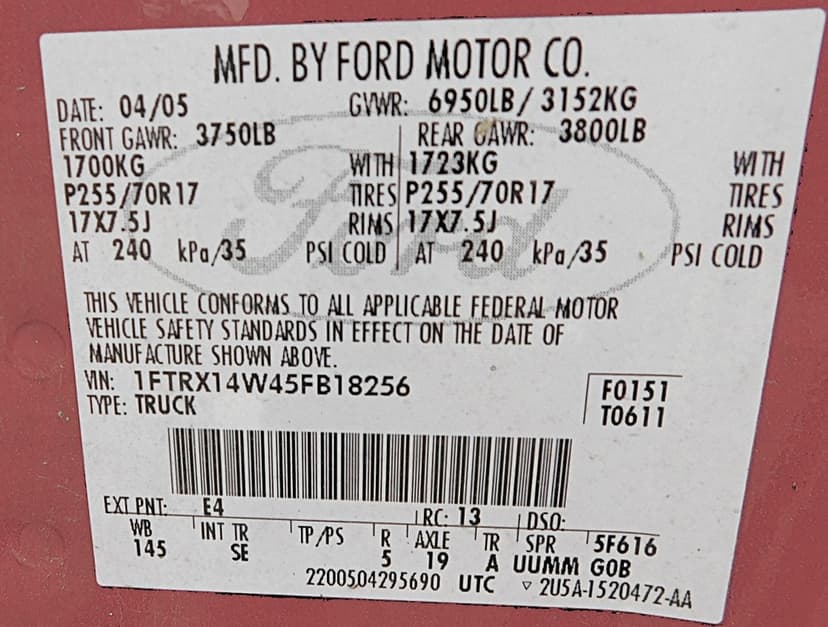 MFD. BY FORD MOTOR CO.
DATE: 04/05 GVWR: 6950LB/ 3152KG
FRONT GAWR: 3750LB REAR GAWR: 3800LB
1700KG WITH 1723KG WITH
P255/70R17 TIRES P255/70R17 TIRES
17X7.5J RIMS 17X7.5J RIMS
AT 240 kPa/35 PSI COLD AT 240 kPa/35 PSI COLD
Ford
THIS VEHICLE CONFORMS TO ALL APPLICABLE FEDERAL MOTOR
VEHICLE SAFETY STANDARDS IN EFFECT ON THE DATE OF
MANUFACTURE SHOWN ABOVE.
VIN: 1FTRX14W45FB18256 F0151
TYPE: TRUCK T0611
EXT PNT: E4 RC: 13 DSO:
WB INT TR TP/PS R AXLE TR SPR 5F616
145 SE 5 19 A UUMM G0B
2200504295690 UTC ▽ 2U5A-1520472-AA